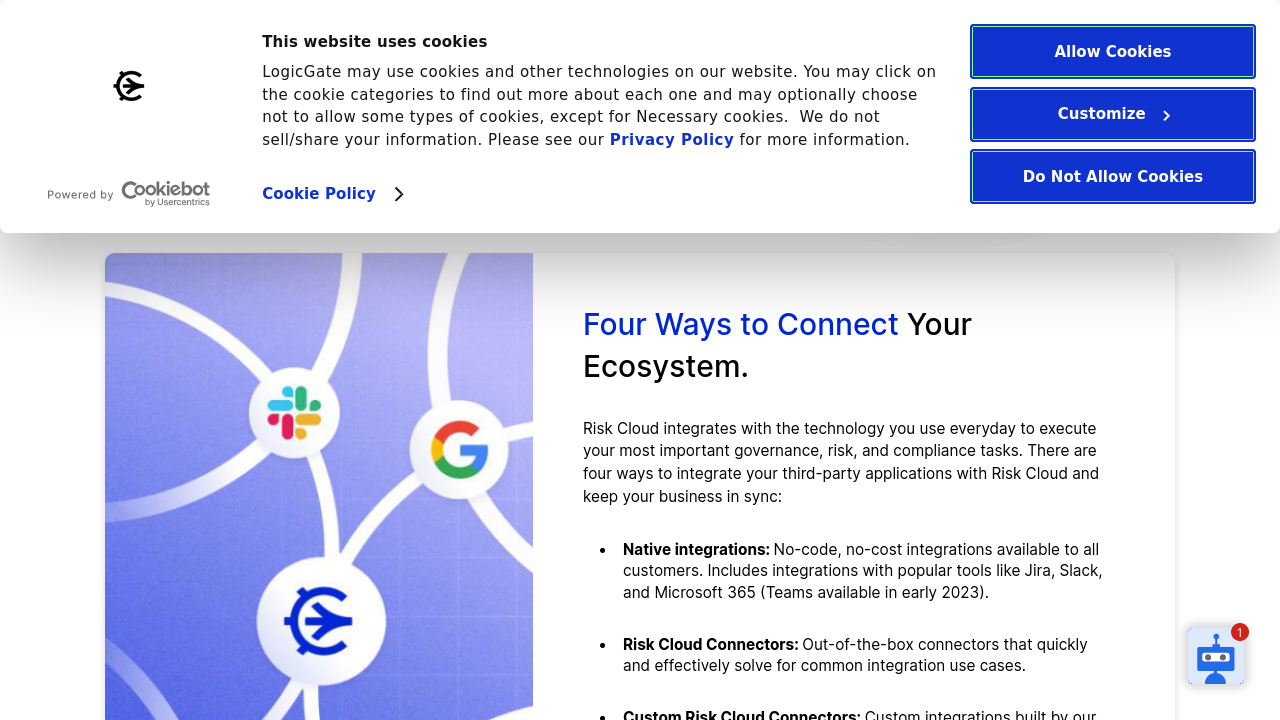 This website uses cookies
LogicGate may use cookies and other technologies on our website. You may click on
the cookie categories to find out more about each one and may optionally choose
not to allow some types of cookies, except for Necessary cookies.  We do not
sell/share your information. Please see our Privacy Policy for more information.
Cookie Policy
Powered by Cookiebot
by Usercentrics
Allow Cookies
Customize
Do Not Allow Cookies
Four Ways to Connect Your
Ecosystem.
Risk Cloud integrates with the technology you use everyday to execute
your most important governance, risk, and compliance tasks. There are
four ways to integrate your third-party applications with Risk Cloud and
keep your business in sync:
• Native integrations: No-code, no-cost integrations available to all
customers. Includes integrations with popular tools like Jira, Slack,
and Microsoft 365 (Teams available in early 2023).
• Risk Cloud Connectors: Out-of-the-box connectors that quickly
and effectively solve for common integration use cases.
Custom Risk Cloud Connectors: Custom integrations built by our
1